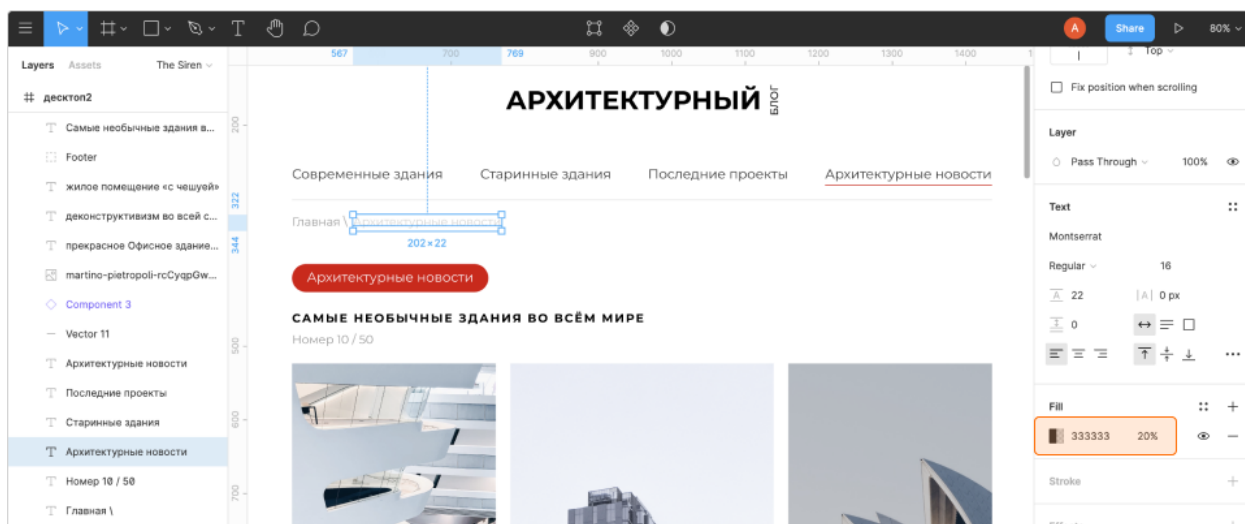 A
Share
80%
Layers
Assets
The Siren
десктоп2
Самые необычные здания в...
Footer
жилое помещение «с чешуей»
деконструктивизм во всей с...
прекрасное Офисное здание...
martino-pietropoli-rcCyqpGw...
Component 3
Vector 11
Архитектурные новости
Последние проекты
Старинные здания
Архитектурные новости
Номер 10 / 50
Главная \
567
700
769
900
1000
1100
1200
1300
1400
200
322
344
500
600
700
АРХИТЕКТУРНЫЙ БЛОГ
Современные здания
Старинные здания
Последние проекты
Архитектурные новости
Главная \ Архитектурные новости
202 × 22
Архитектурные новости
САМЫЕ НЕОБЫЧНЫЕ ЗДАНИЯ ВО ВСЁМ МИРЕ
Номер 10 / 50
Top
Fix position when scrolling
Layer
Pass Through
100%
Text
Montserrat
Regular
16
A 22
|A| 0 px
0
Fill
333333
20%
Stroke